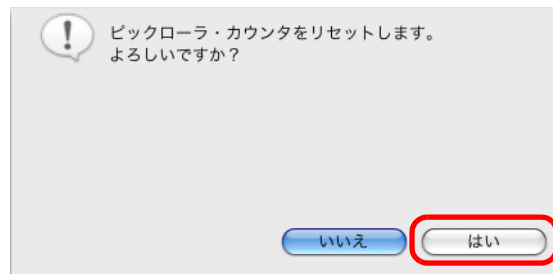 ピックローラ・カウンタをリセットします。
よろしいですか？
いいえ
はい